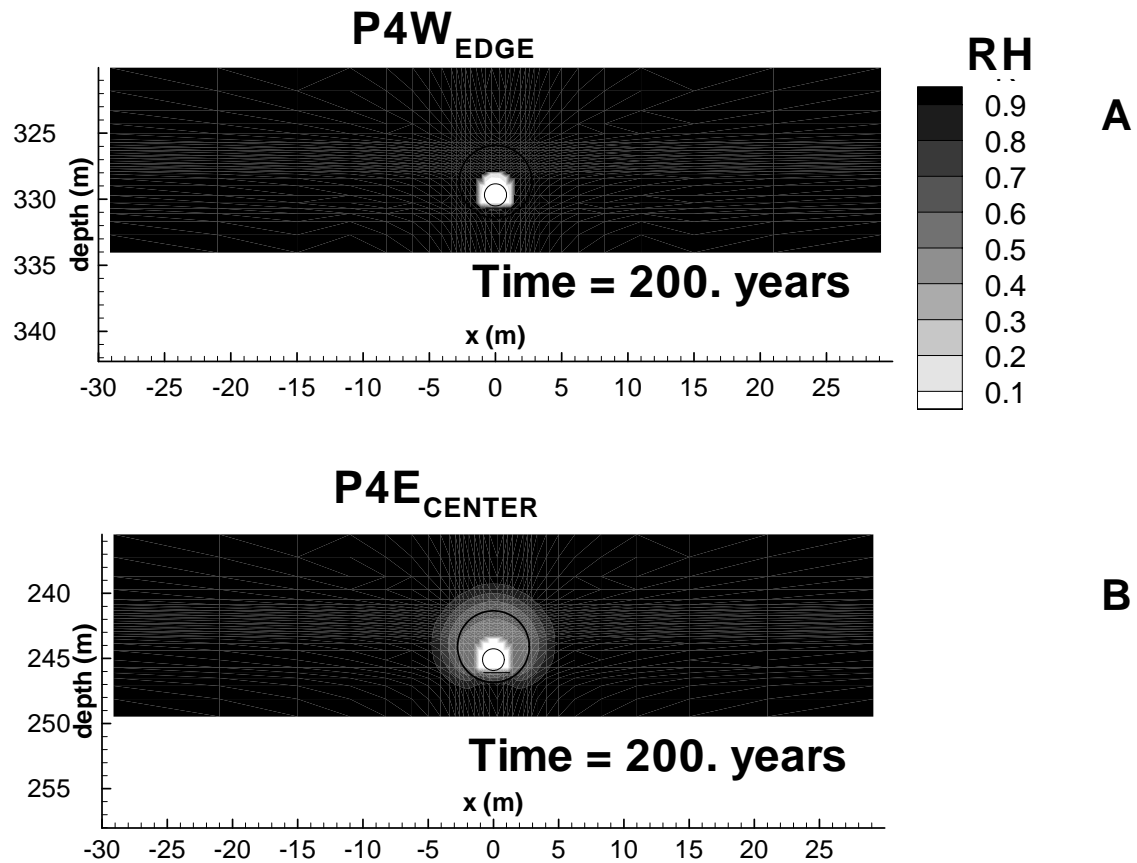 P4W EDGE
RH
A
0.9
0.8
0.7
0.6
0.5
0.4
0.3
0.2
0.1
325
330
335
340
depth (m)
Time = 200. years
x (m)
-30 -25 -20 -15 -10 -5 0 5 10 15 20 25
P4E CENTER
B
240
245
250
255
depth (m)
Time = 200. years
x (m)
-30 -25 -20 -15 -10 -5 0 5 10 15 20 25